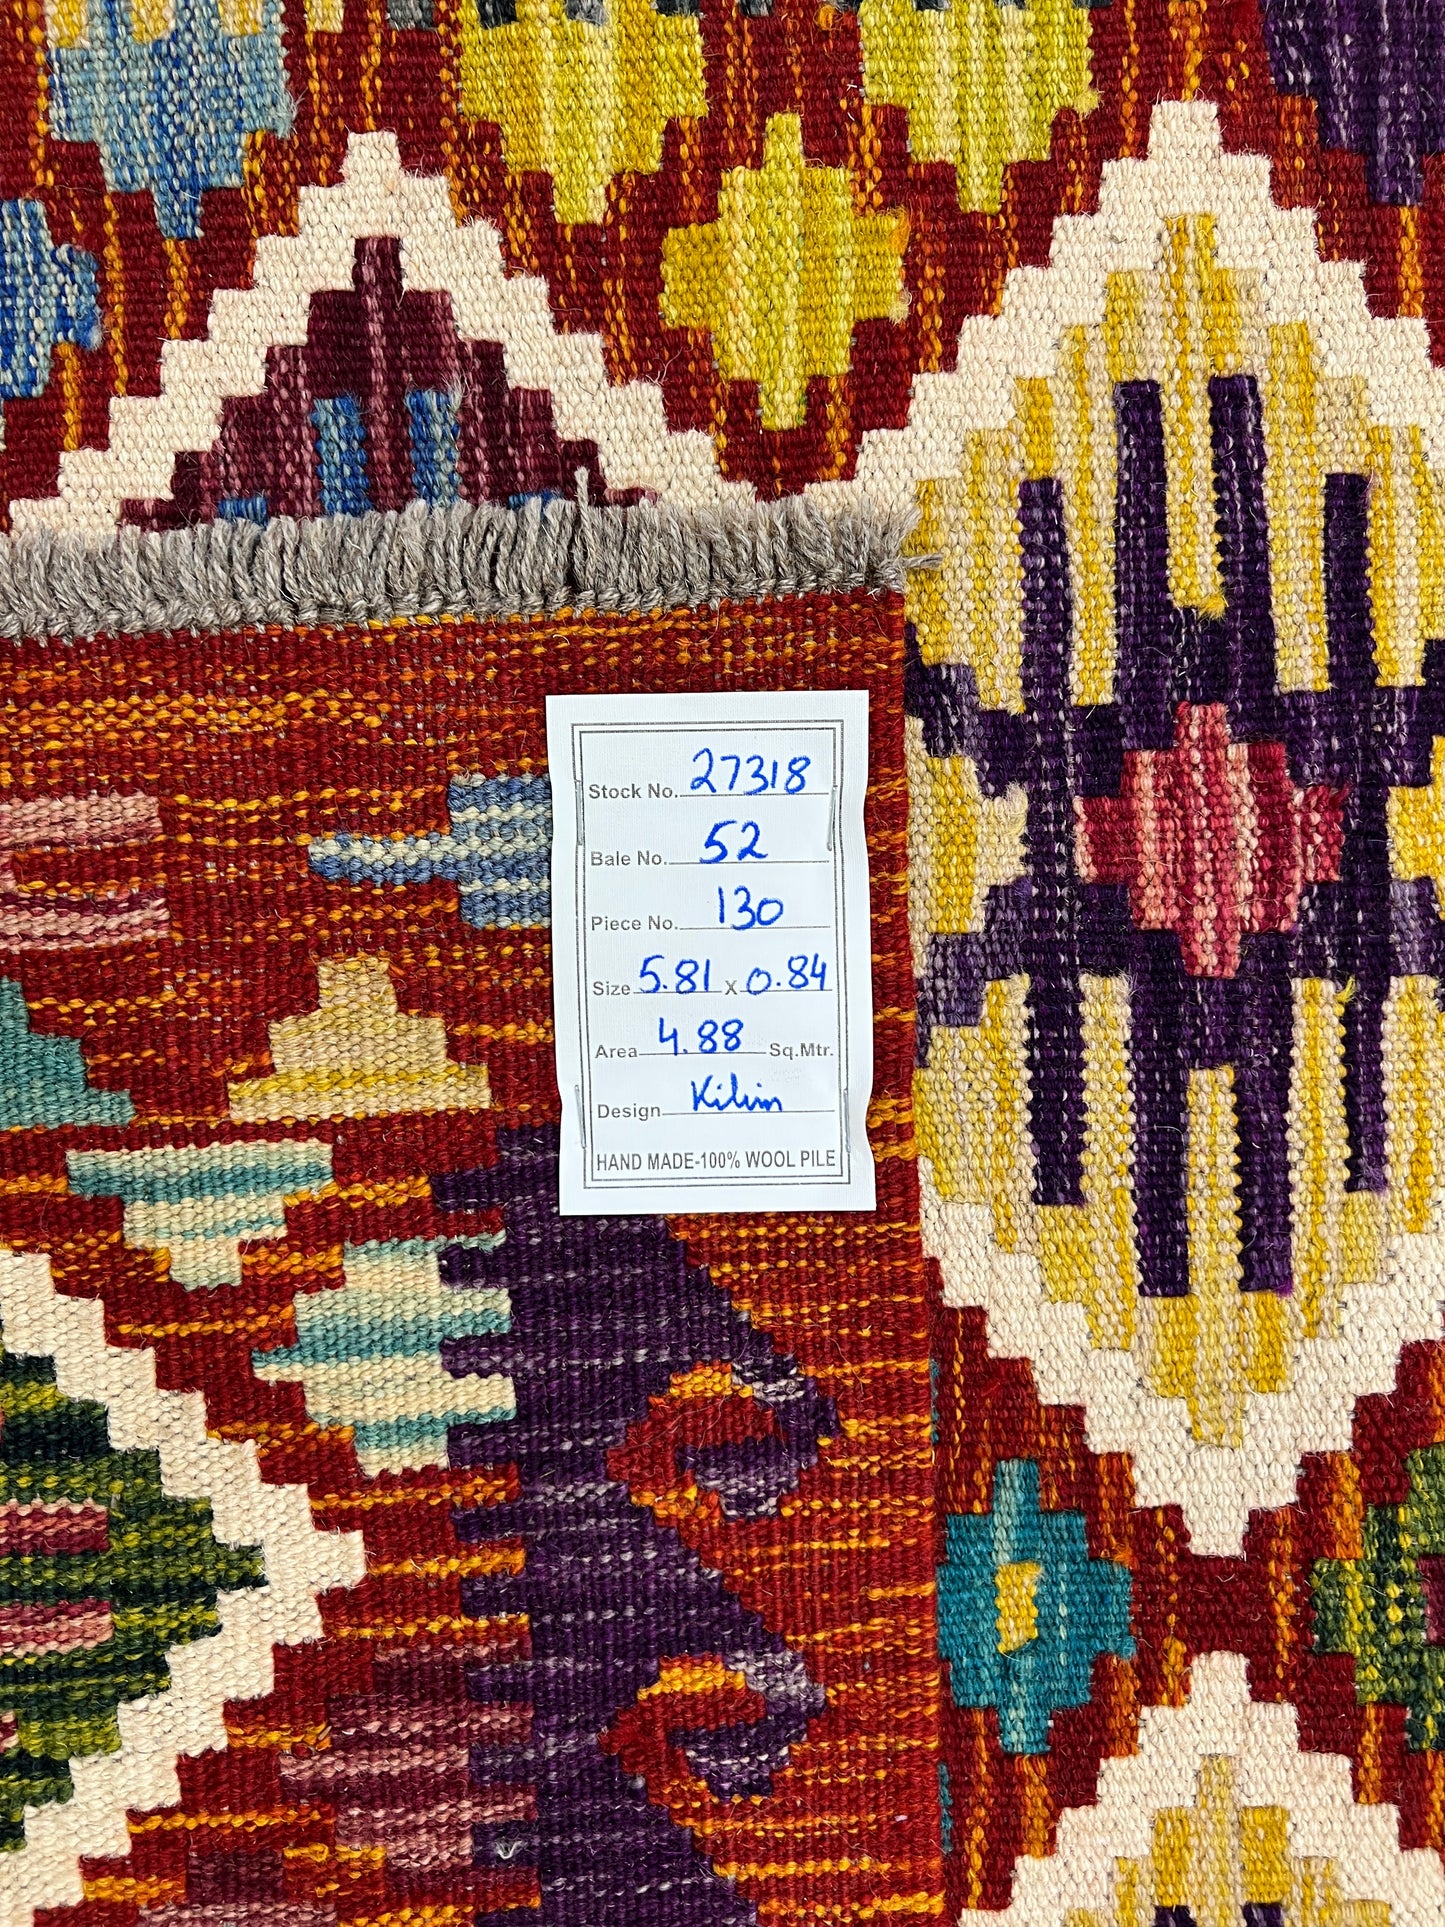 Stock No. 27318
Bale No. 52
Piece No. 130
Size 5.81 x 0.84
Area 4.88 Sq.Mtr.
Design Kilim
HAND MADE-100% WOOL PILE